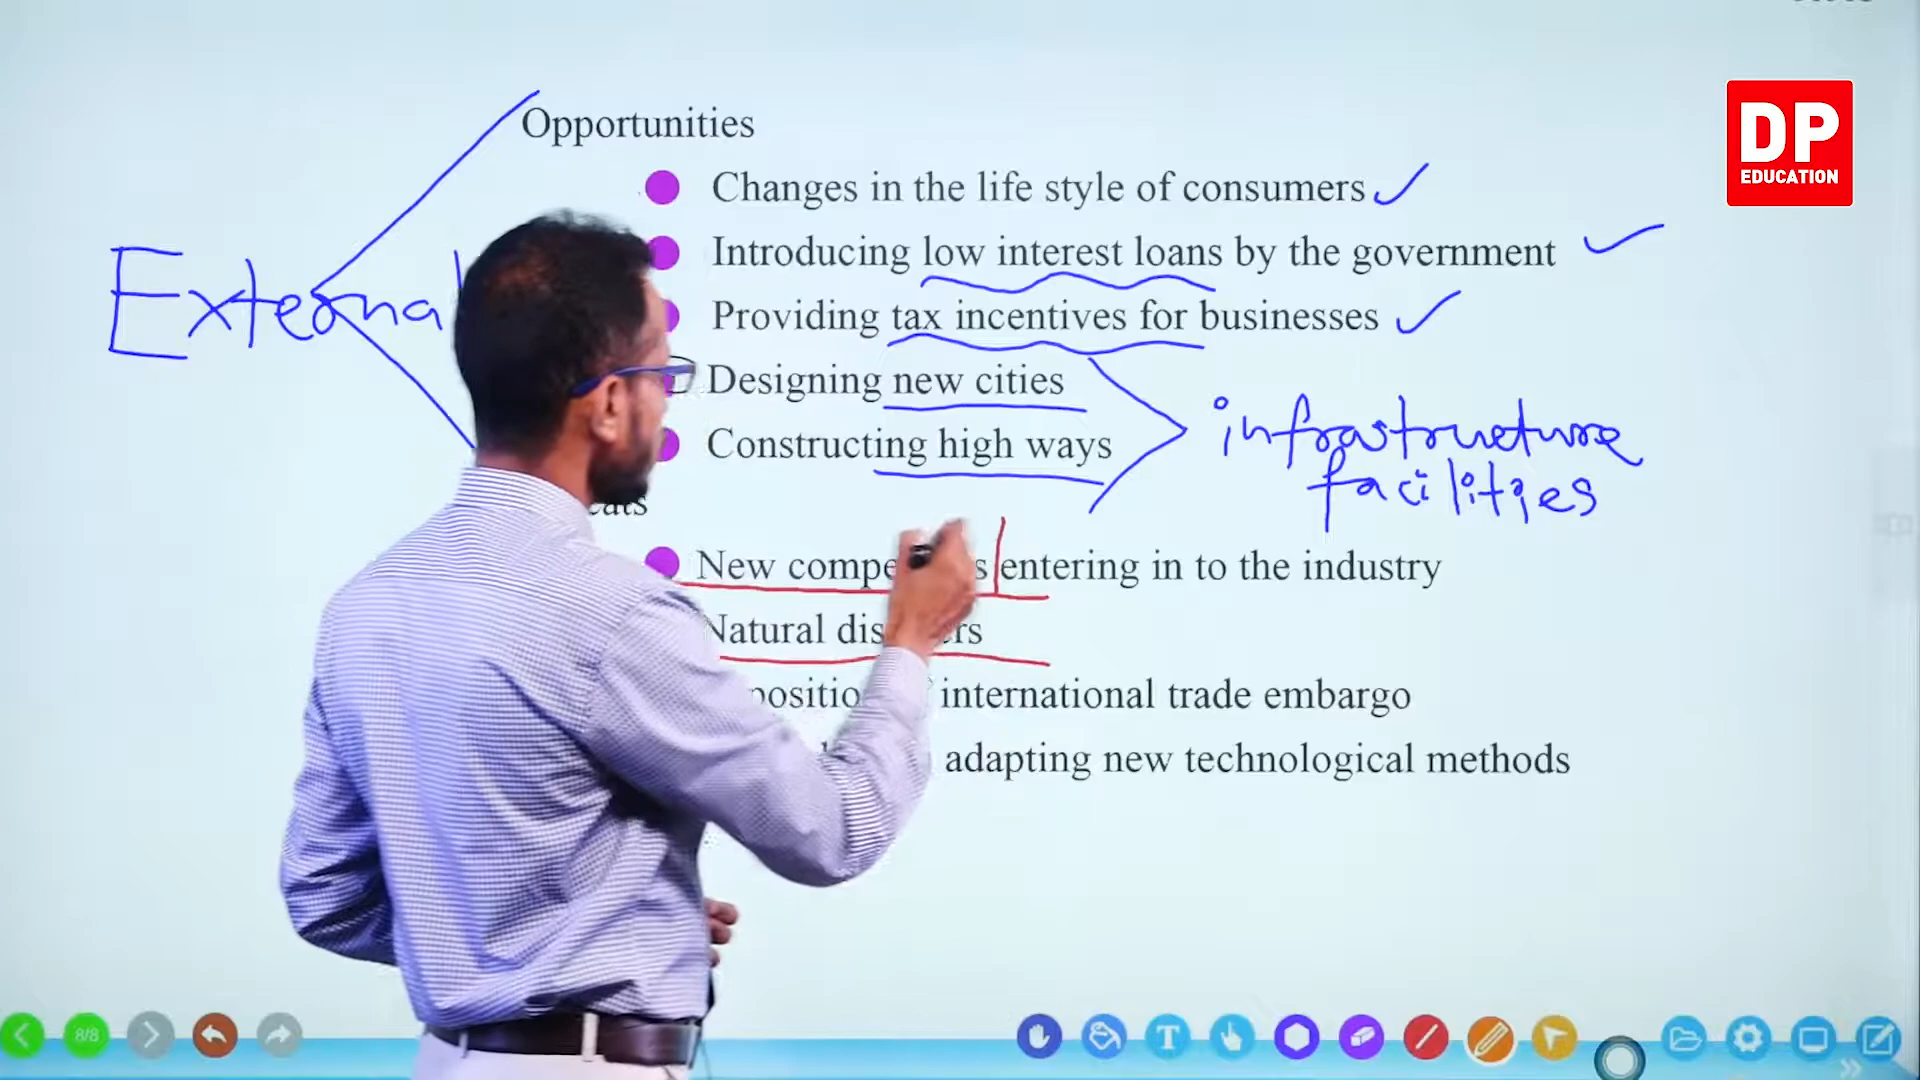 Opportunities
Changes in the life style of consumers
Introducing low interest loans by the government
Providing tax incentives for businesses
Designing new cities
Constructing high ways
External
infrastructure
facilities
New entering in to the industry
Natural
international trade embargo
adapting new technological methods
DP
EDUCATION
8/8
T